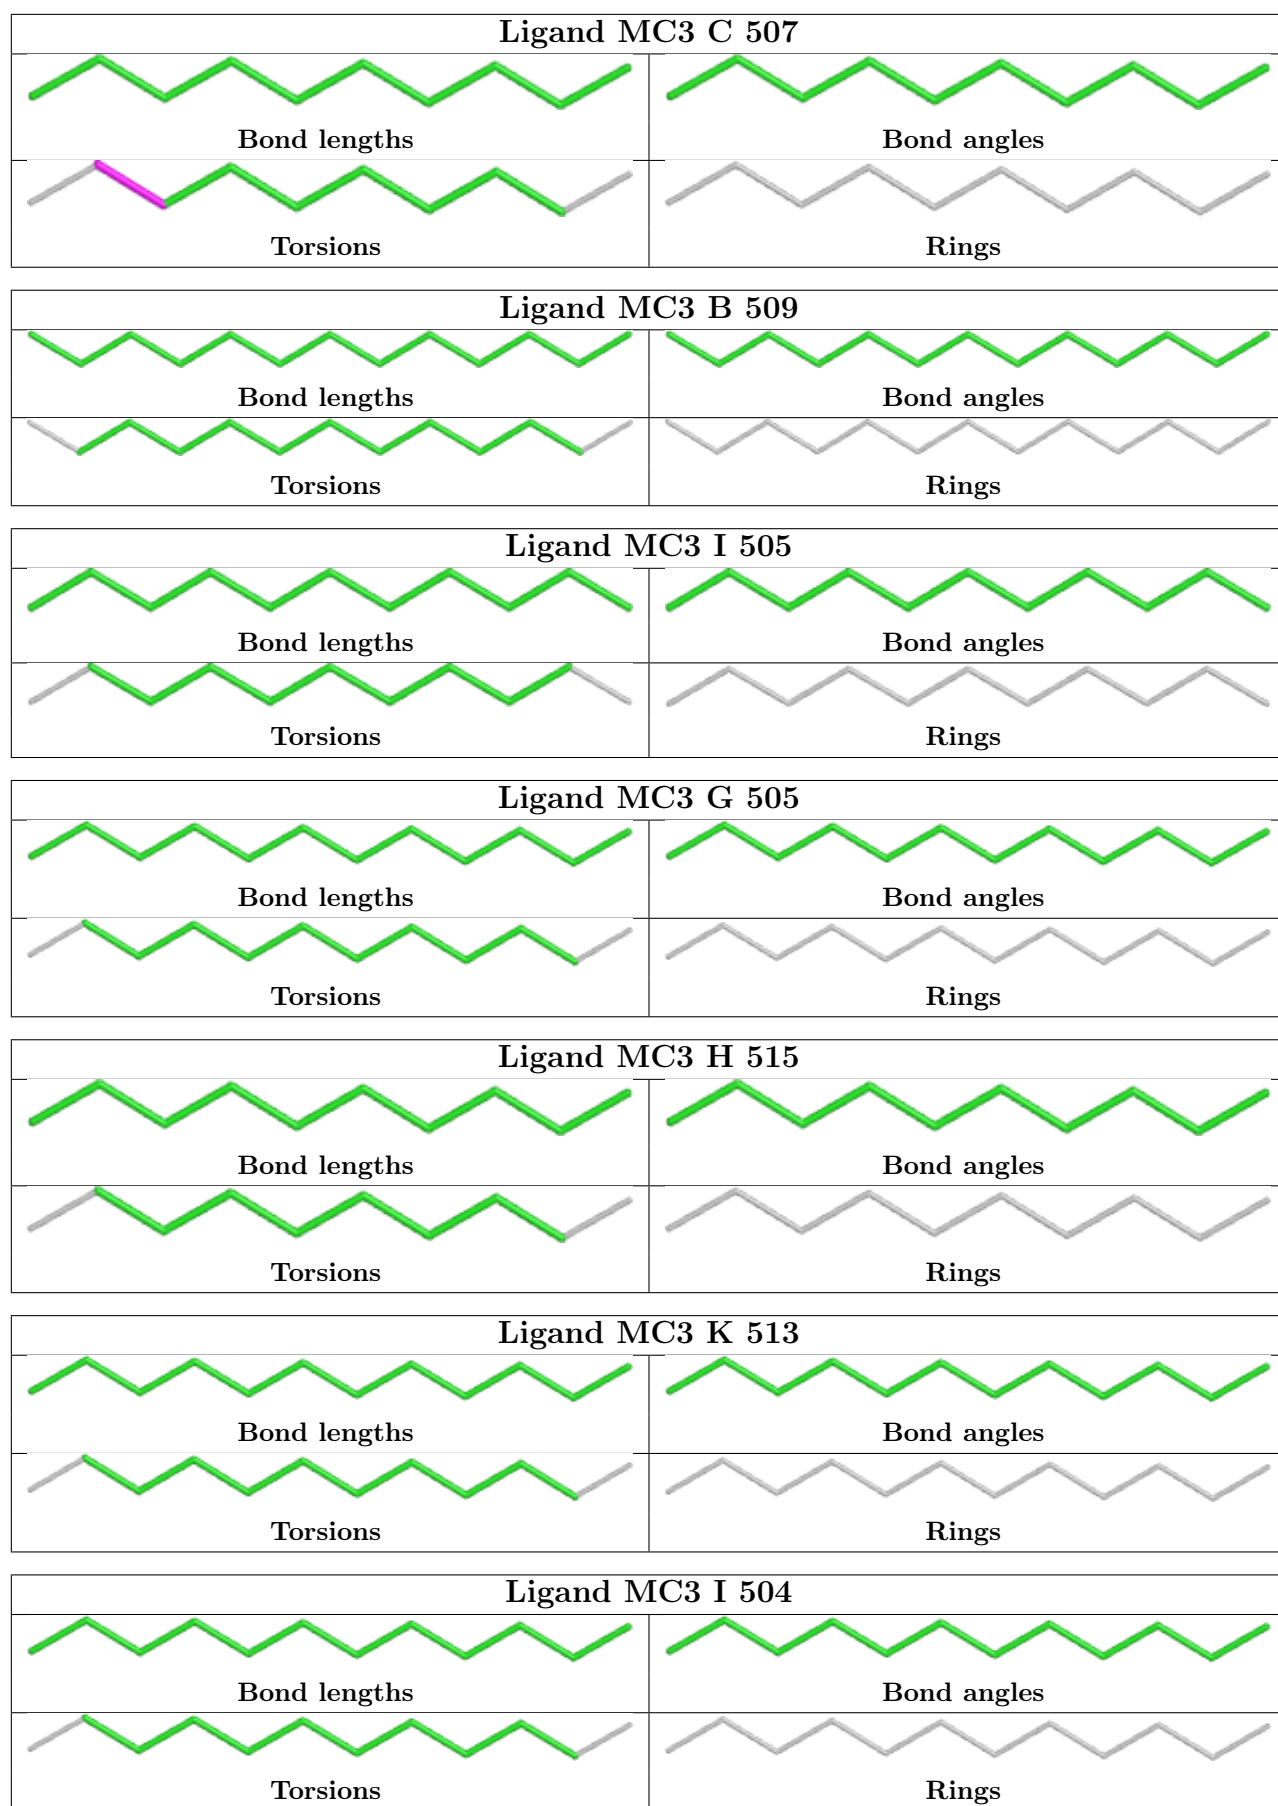 Ligand MC3 C 507
Bond lengths Bond angles
Torsions Rings
Ligand MC3 B 509
Bond lengths Bond angles
Torsions Rings
Ligand MC3 I 505
Bond lengths Bond angles
Torsions Rings
Ligand MC3 G 505
Bond lengths Bond angles
Torsions Rings
Ligand MC3 H 515
Bond lengths Bond angles
Torsions Rings
Ligand MC3 K 513
Bond lengths Bond angles
Torsions Rings
Ligand MC3 I 504
Bond lengths Bond angles
Torsions Rings